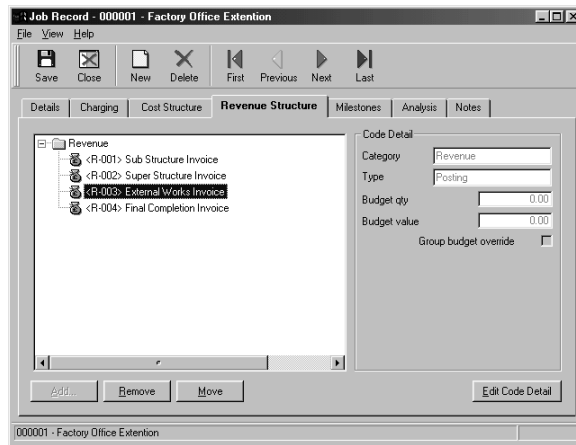 Job Record - 000001 - Factory Office Extention
File View Help
Save Close New Delete First Previous Next Last
Details Charging Cost Structure Revenue Structure Milestones Analysis Notes
Revenue
<R-001> Sub Structure Invoice
<R-002> Super Structure Invoice
<R-003> External Works Invoice
<R-004> Final Completion Invoice
Code Detail
Category Revenue
Type Posting
Budget qty 0.00
Budget value 0.00
Group budget override
Add... Remove Move Edit Code Detail
000001 - Factory Office Extention